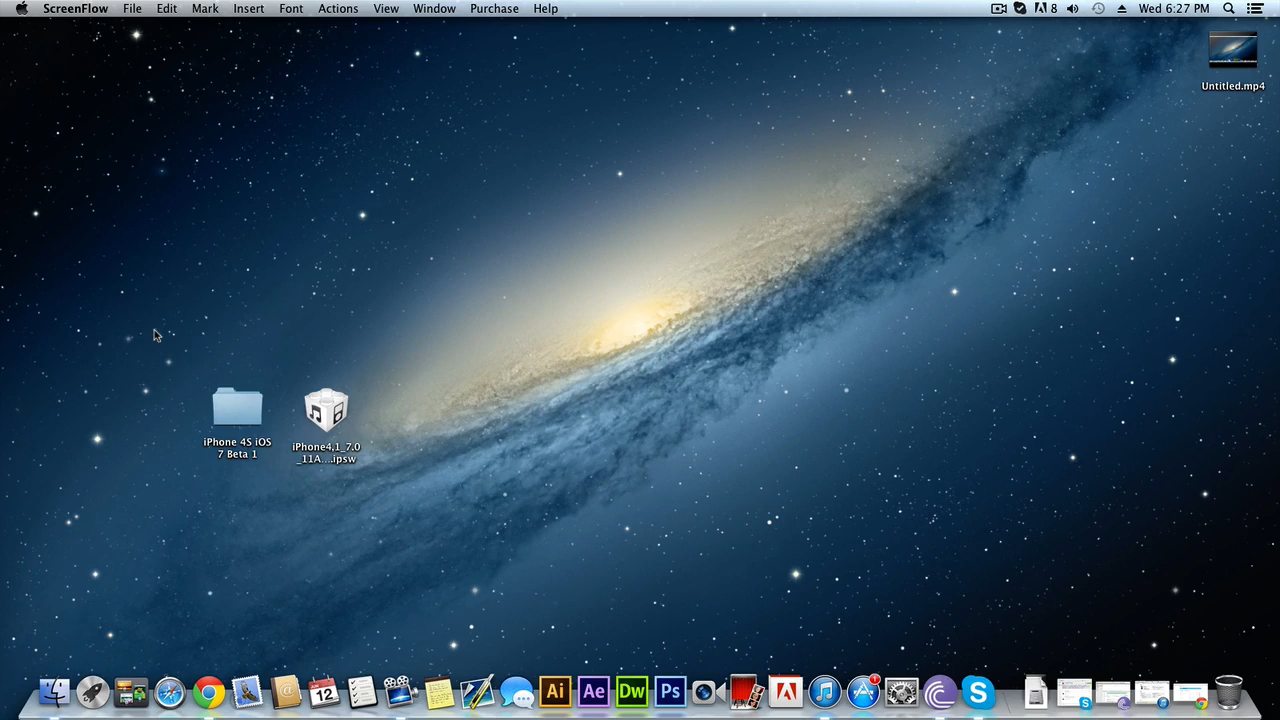 ScreenFlow File Edit Mark Insert Font Actions View Window Purchase Help 8 Wed 6:27 PM
Untitled.mp4
iPhone 4S iOS
7 Beta 1
iPhone4,1_7.0
_11A....ipsw
12
Ai Ae Dw Ps
1